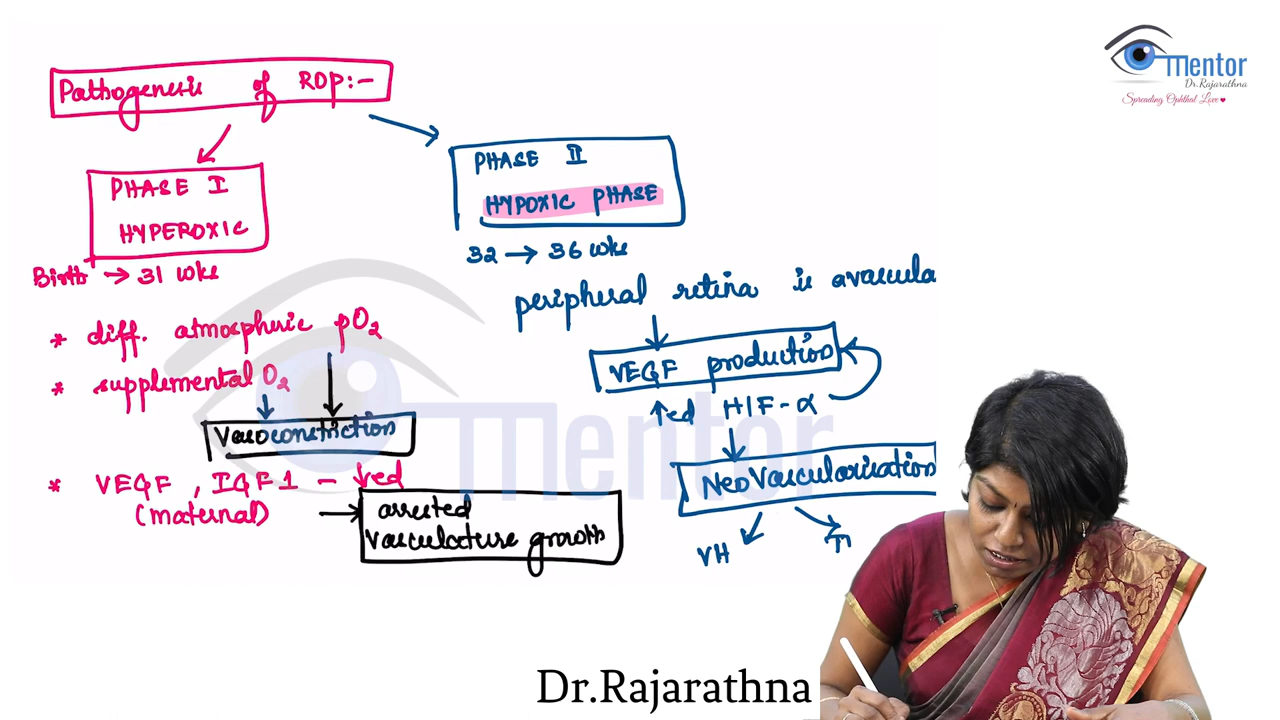 Pathogenesis of ROP:-
PHASE I
HYPEROXIC
Birth → 31 wks
* diff. atmospheric pO2
* supplemental O2
Vasoconstriction
* VEGF, IGF1 - ↓ed
(maternal)
→ arrested
vasculature growth
PHASE II
HYPOXIC PHASE
32 → 36 wks
peripheral retina is avascula
VEGF production
↑ed HIF-α
Neovascularisation
VH
mentor
Dr.Rajarathna
Spreading Ophthal Love
mentor
Dr.Rajarathna